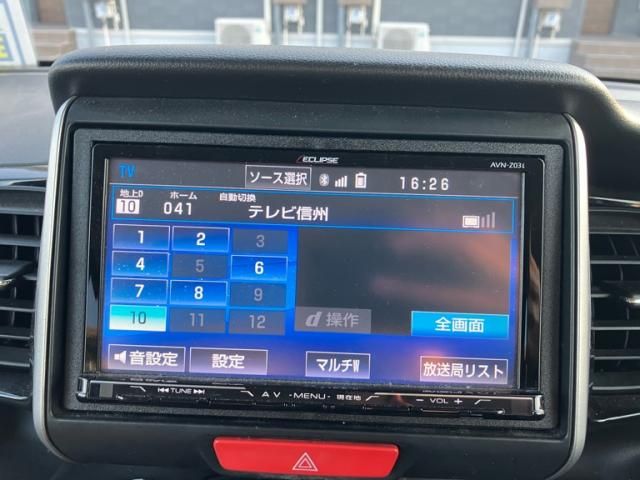 ECLIPSE
AVN-Z03i
TV
ソース選択
16:26
地上D ホーム 自動切換
10 041 テレビ信州
1 2 3
4 5 6
7 8 9
10 11 12
d 操作
全画面
音設定
設定
マルチW
放送局リスト
TUNE
AV -MENU- 現在地
- VOL +